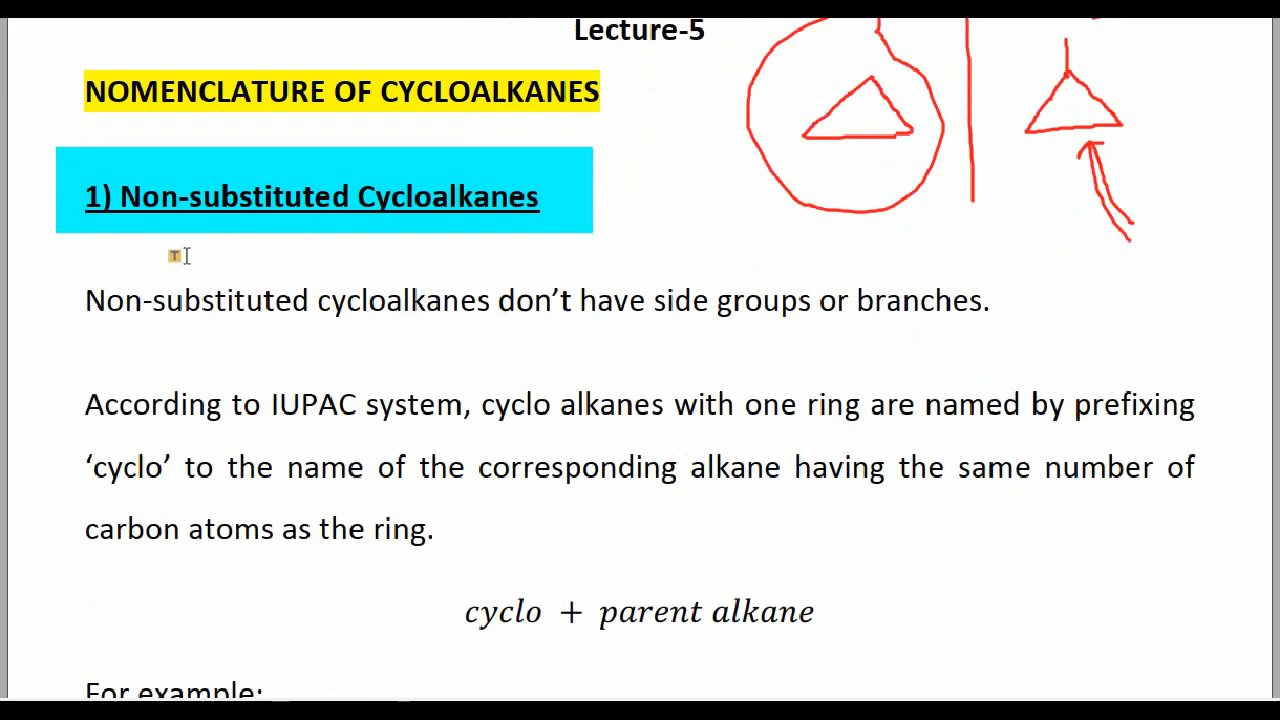 Lecture-5
NOMENCLATURE OF CYCLOALKANES
1) Non-substituted Cycloalkanes
T
Non-substituted cycloalkanes don’t have side groups or branches.
According to IUPAC system, cyclo alkanes with one ring are named by prefixing
‘cyclo’ to the name of the corresponding alkane having the same number of
carbon atoms as the ring.
cyclo + parent alkane
For example: